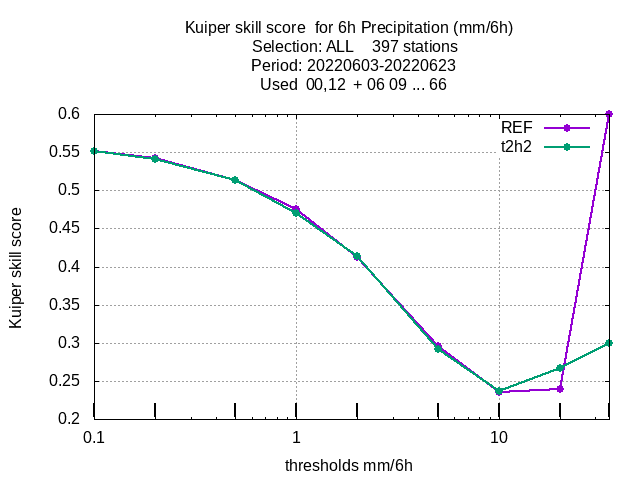 Kuiper skill score  for 6h Precipitation (mm/6h)
Selection: ALL    397 stations
Period: 20220603-20220623
Used  00,12  + 06 09 ... 66
REF
t2h2
0.6
0.55
0.5
0.45
0.4
0.35
0.3
0.25
0.2
Kuiper skill score
0.1 1 10
thresholds mm/6h